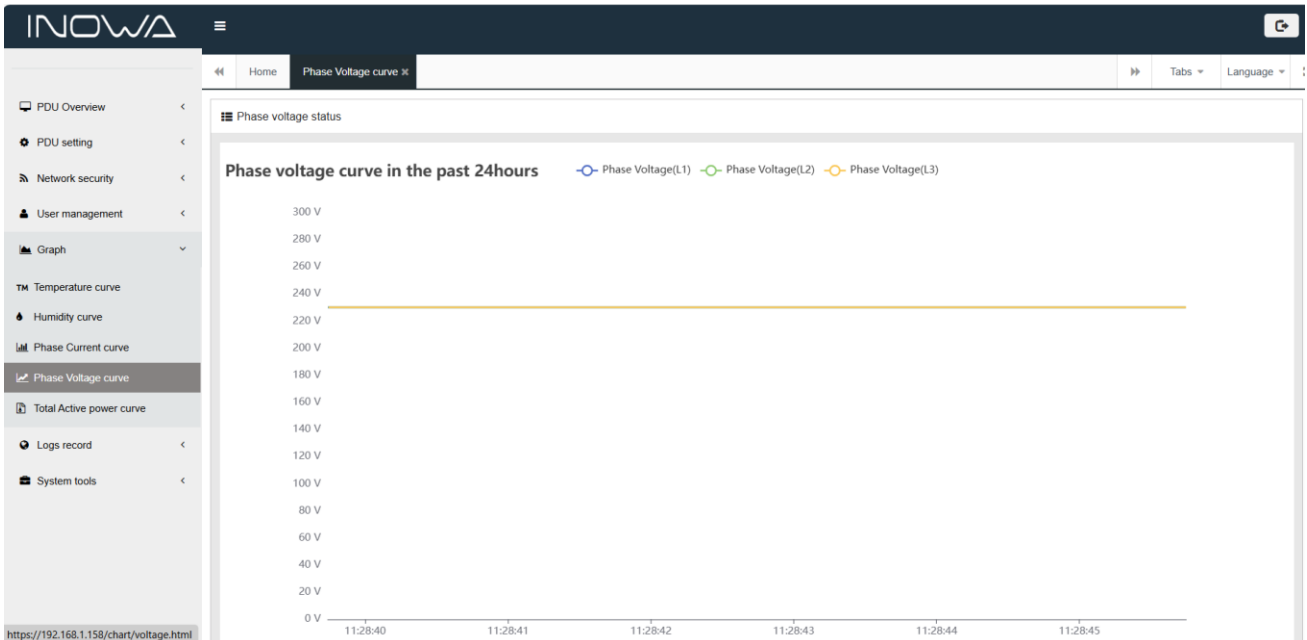 INOWA
Home
Phase Voltage curve
Tabs
Language
PDU Overview
PDU setting
Network security
User management
Graph
TM Temperature curve
Humidity curve
Phase Current curve
Phase Voltage curve
Total Active power curve
Logs record
System tools
https://192.168.1.158/chart/voltage.html
Phase voltage status
Phase voltage curve in the past 24hours
Phase Voltage(L1)
Phase Voltage(L2)
Phase Voltage(L3)
300 V
280 V
260 V
240 V
220 V
200 V
180 V
160 V
140 V
120 V
100 V
80 V
60 V
40 V
20 V
0 V
11:28:40
11:28:41
11:28:42
11:28:43
11:28:44
11:28:45